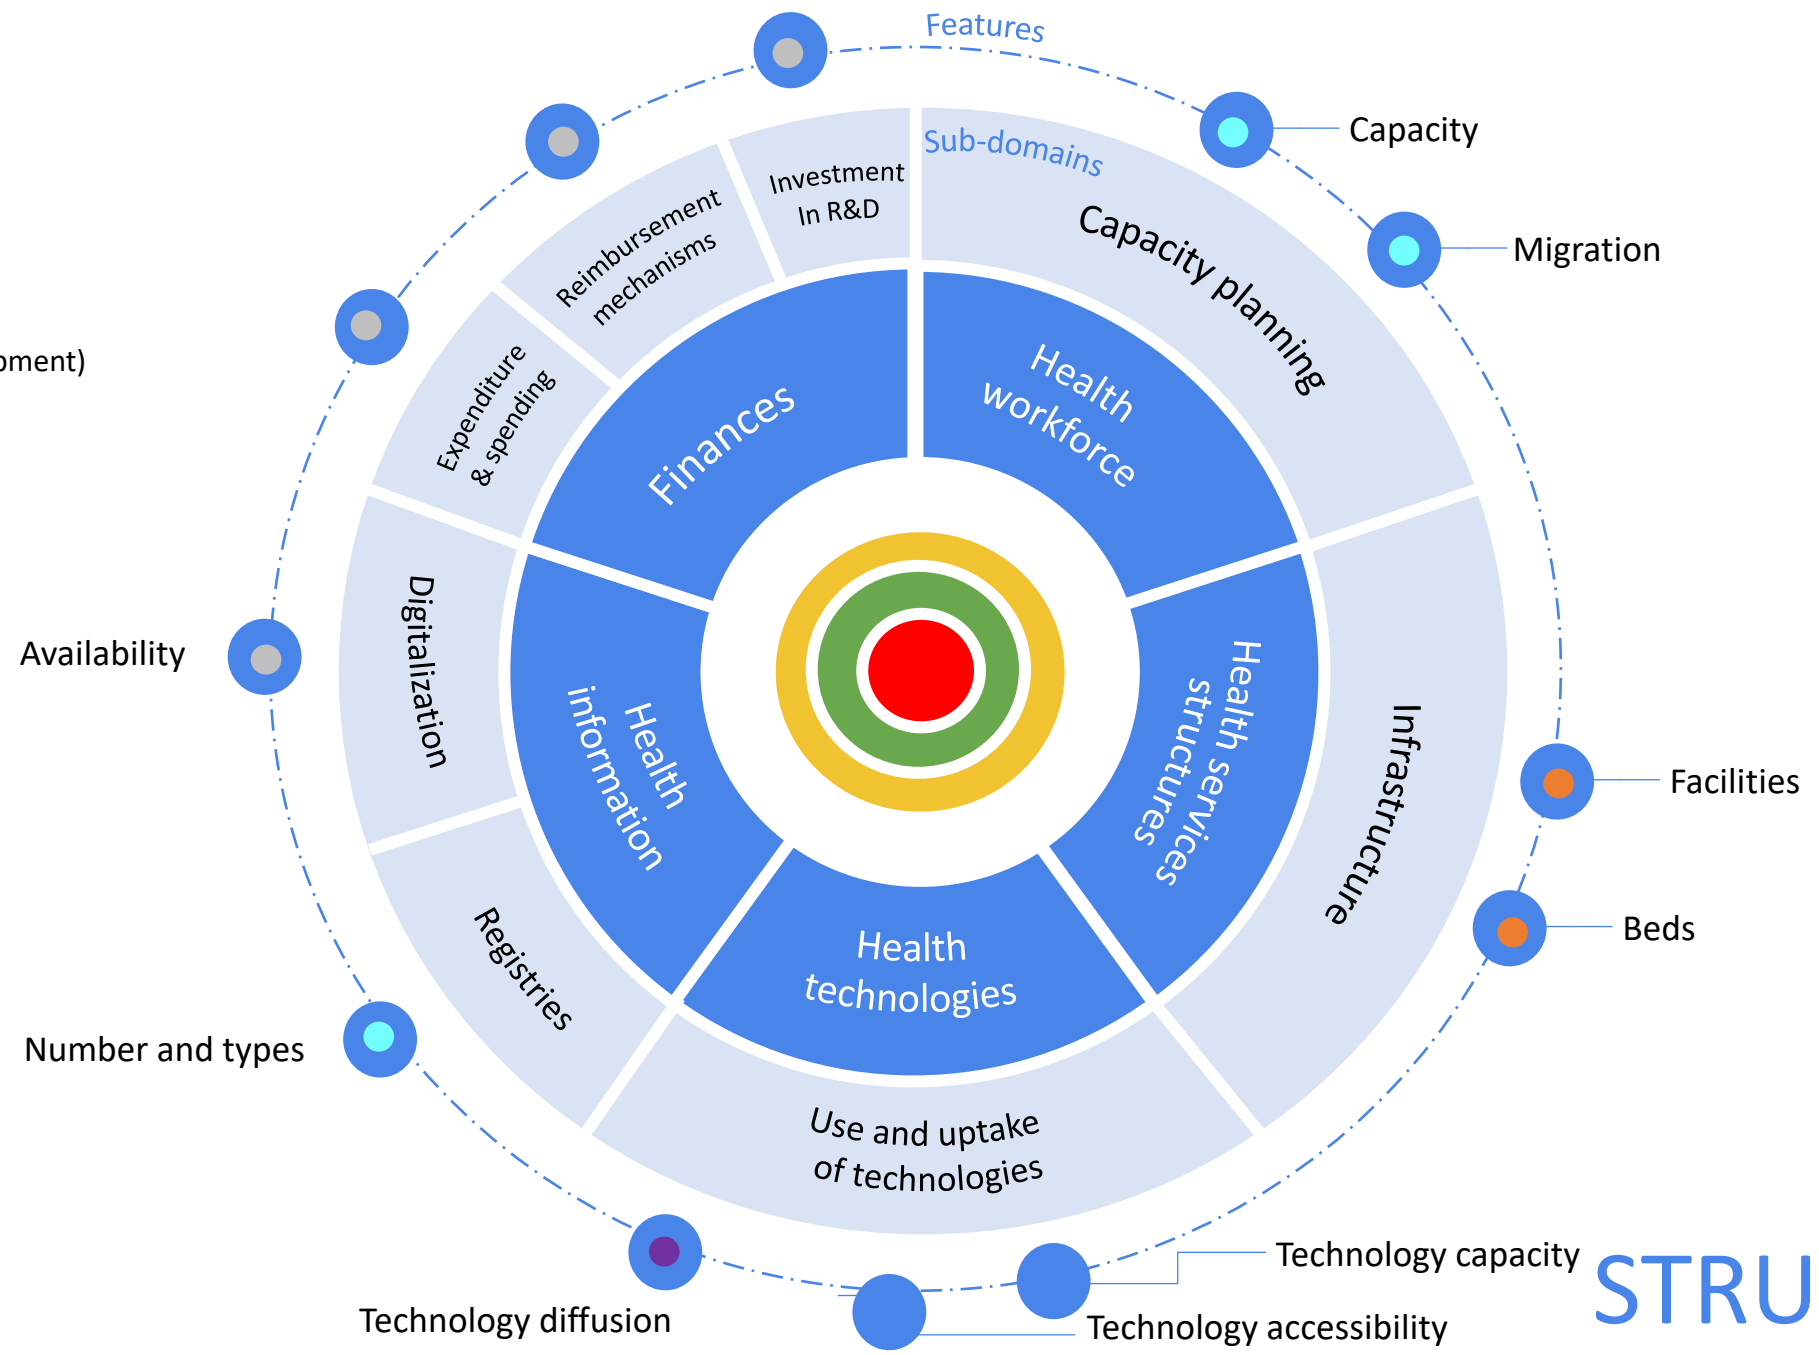 Features
Sub-domains
Capacity
Migration
Investment
In R&D
Capacity planning
Reimbursement
mechanisms
Expenditure
& spending
pment)
Finances
Health
workforce
Digitalization
Availability
Health
information
Health services
structures
Infrastructure
Facilities
Beds
Registries
Health
technologies
Number and types
Use and uptake
of technologies
Technology capacity
STRU
Technology diffusion
Technology accessibility